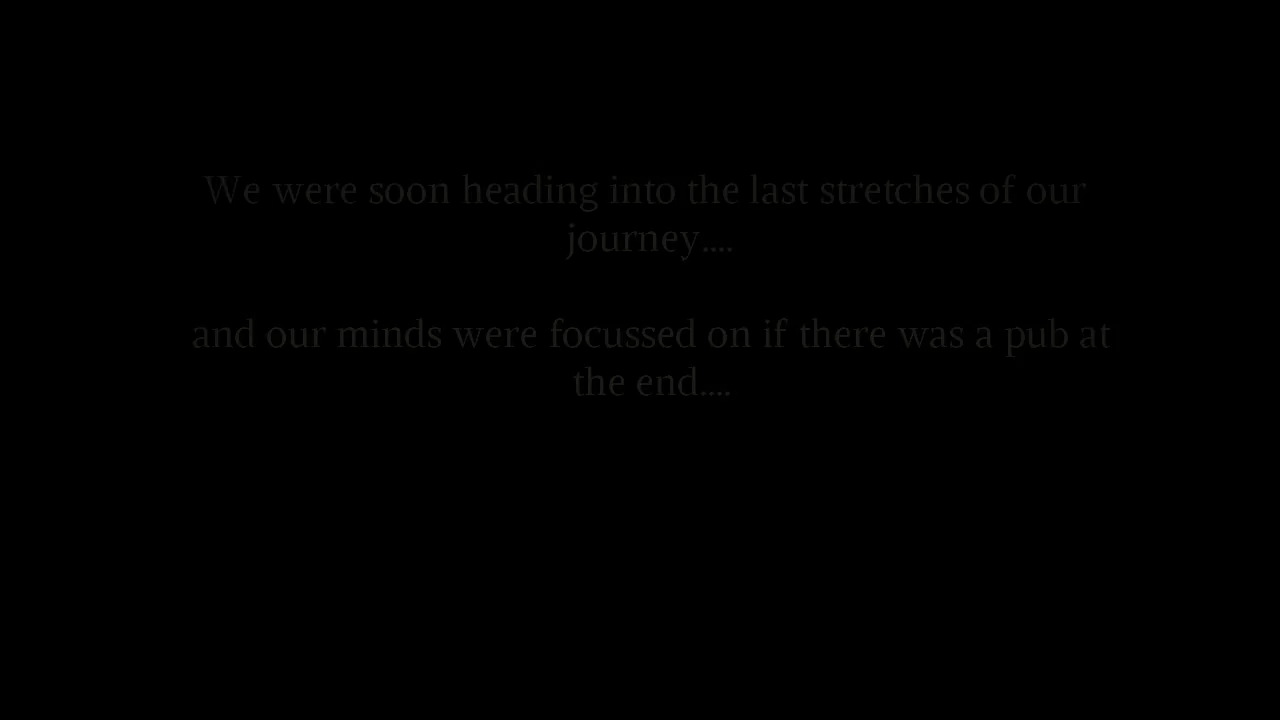 We were soon heading into the last stretches of our
journey....
and our minds were focussed on if there was a pub at
the end....